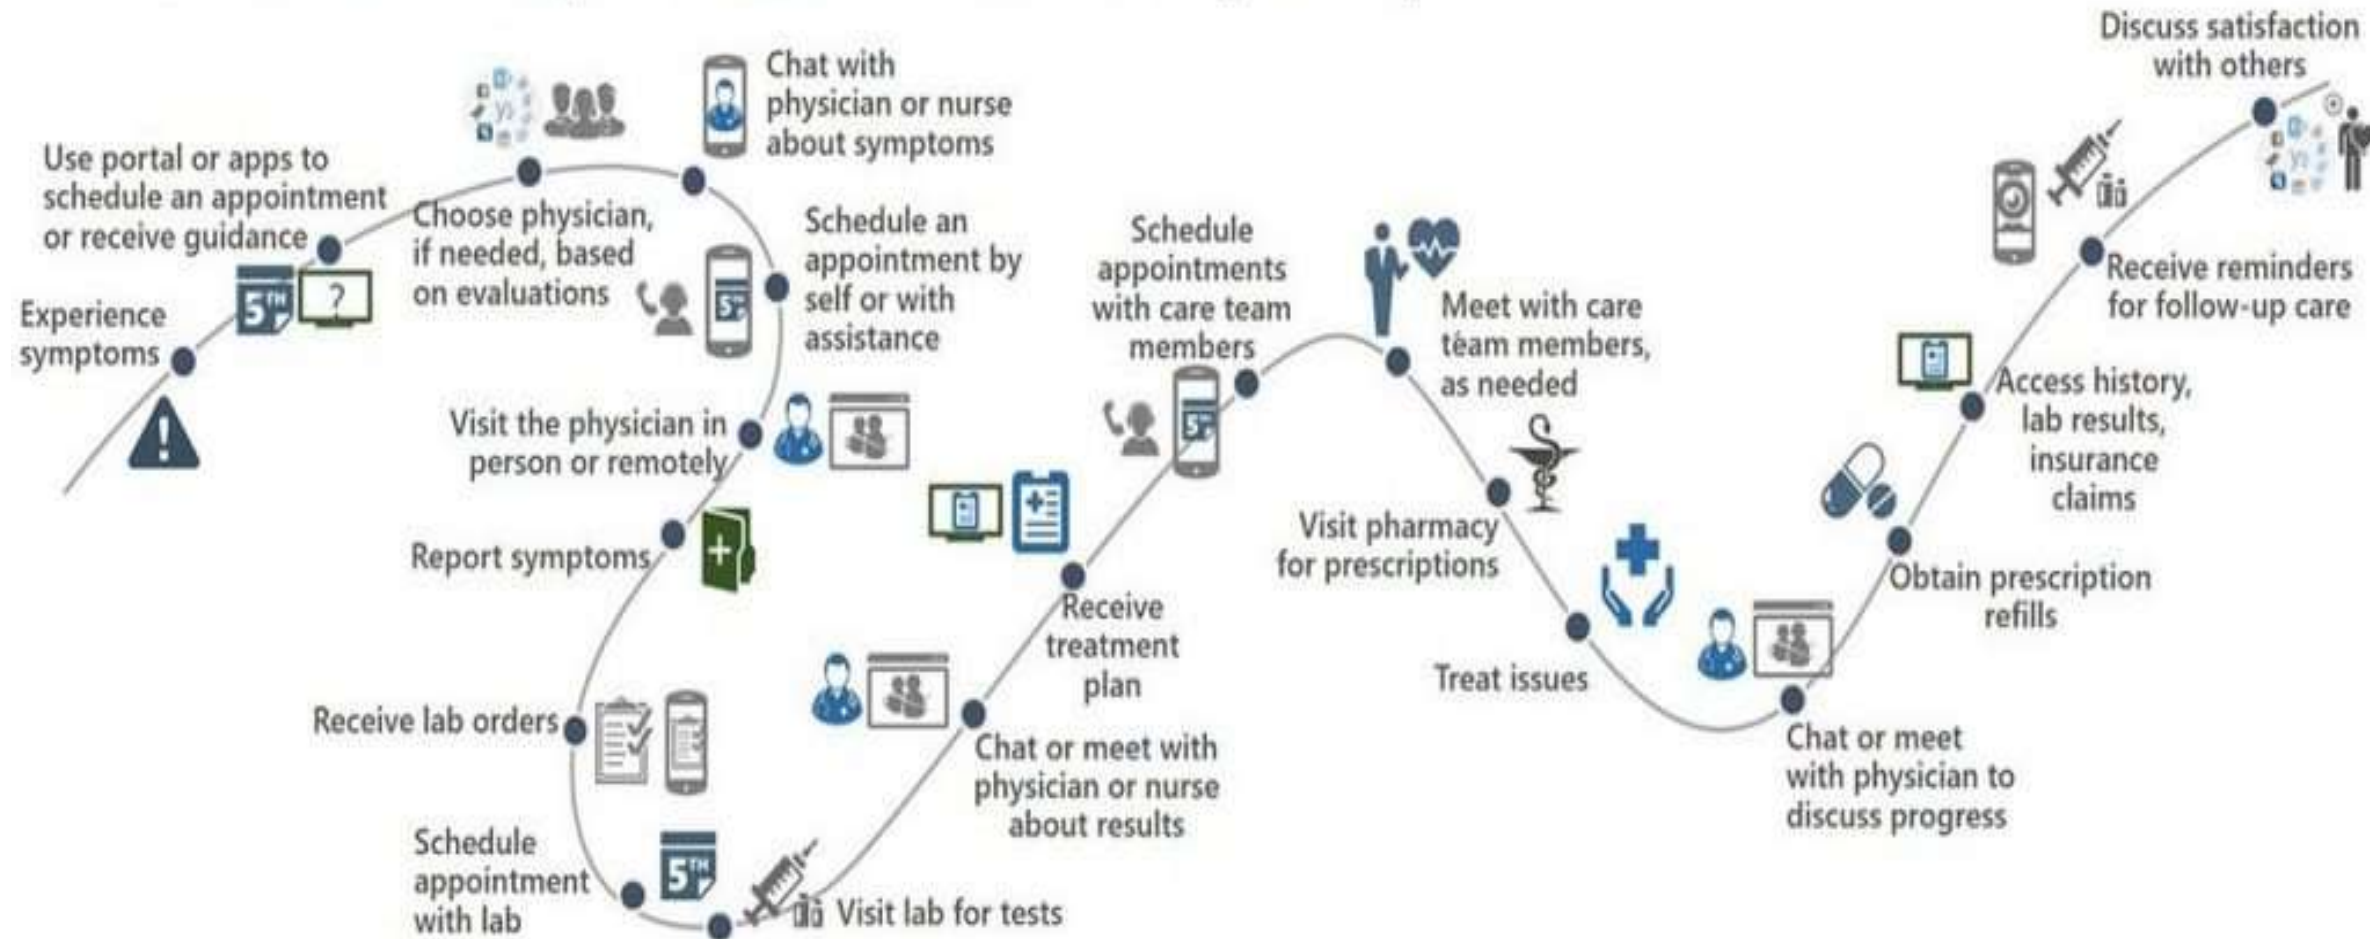 Experience
symptoms
Use portal or apps to
schedule an appointment
or receive guidance
5TH
?
Choose physician,
if needed, based
on evaluations
Chat with
physician or nurse
about symptoms
Schedule an
appointment by
self or with
assistance
5TH
Visit the physician in
person or remotely
Report symptoms
Receive lab orders
Schedule
appointment
with lab
5TH
Visit lab for tests
Chat or meet with
physician or nurse
about results
Receive
treatment
plan
Schedule
appointments
with care team
members
5TH
Meet with care
team members,
as needed
Visit pharmacy
for prescriptions
Treat issues
Chat or meet
with physician to
discuss progress
Obtain prescription
refills
Access history,
lab results,
insurance
claims
Receive reminders
for follow-up care
Discuss satisfaction
with others